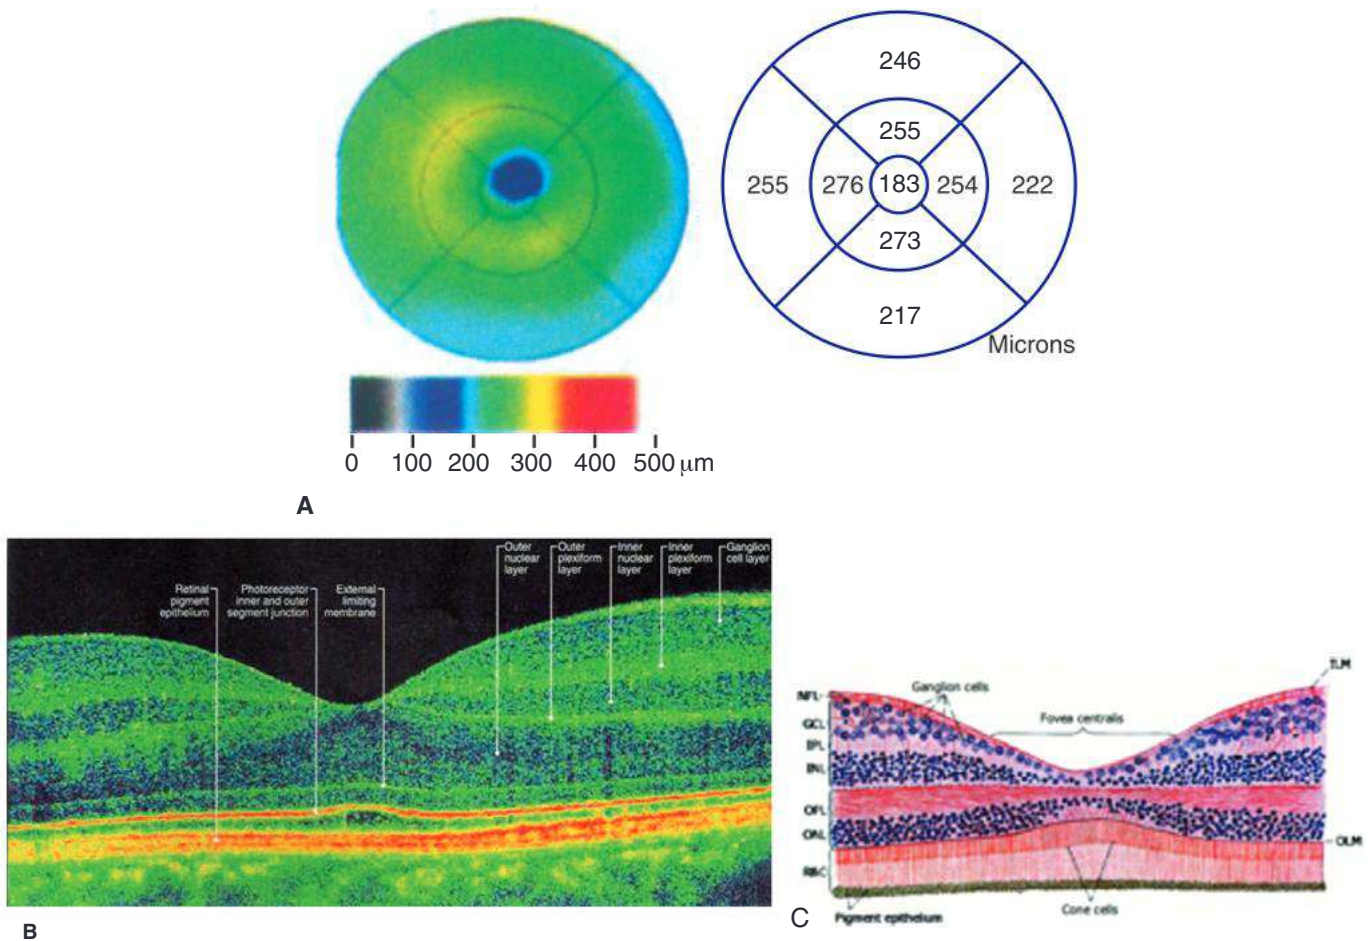 246
255
255
276
183
254
222
273
217
Microns
0 100 200 300 400 500 μm
A
Outer
nuclear
layer
Outer
plexiform
layer
Inner
nuclear
layer
Inner
plexiform
layer
Ganglion
cell layer
Retinal
pigment
epithelium
Photoreceptor
inner and outer
segment junction
External
limiting
membrane
B
ILM
NFL
Ganglion cells
Fovea centralis
GCL
IPL
INL
OPL
OLM
Pigment epithelium
Cone cells
C